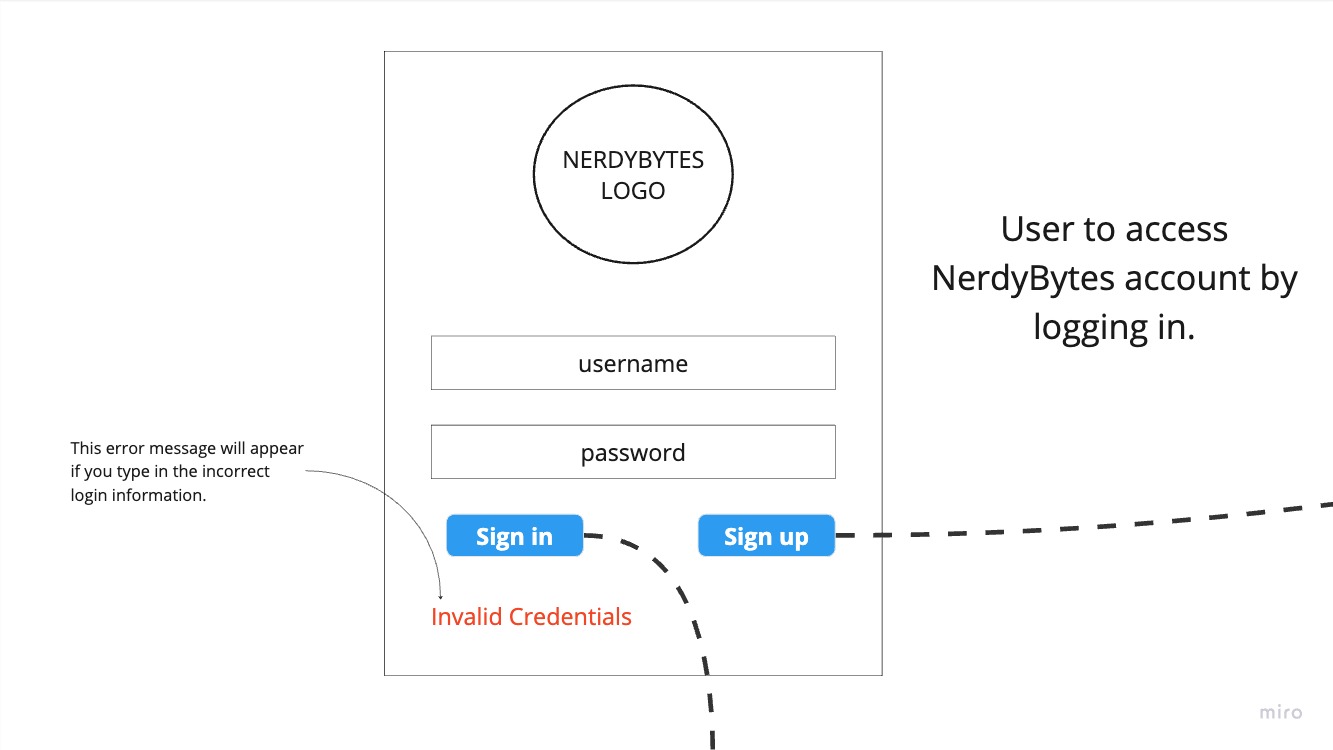 NERDYBYTES
LOGO
User to access
NerdyBytes account by
logging in.
username
password
This error message will appear
if you type in the incorrect
login information.
Sign in
Sign up
Invalid Credentials
miro